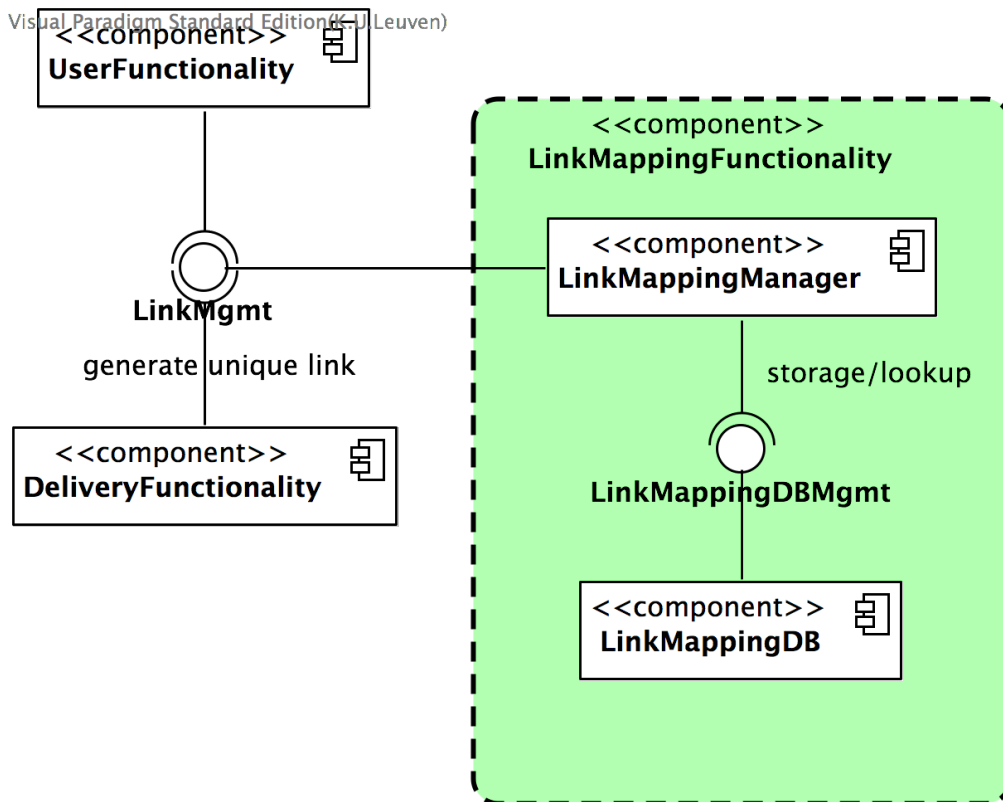 Visual Paradigm Standard Edition(K.U.Leuven)
<<component>>
UserFunctionality
<<component>>
LinkMappingFunctionality
<<component>>
LinkMappingManager
LinkMgmt
generate unique link
storage/lookup
<<component>>
DeliveryFunctionality
LinkMappingDBMgmt
<<component>>
LinkMappingDB